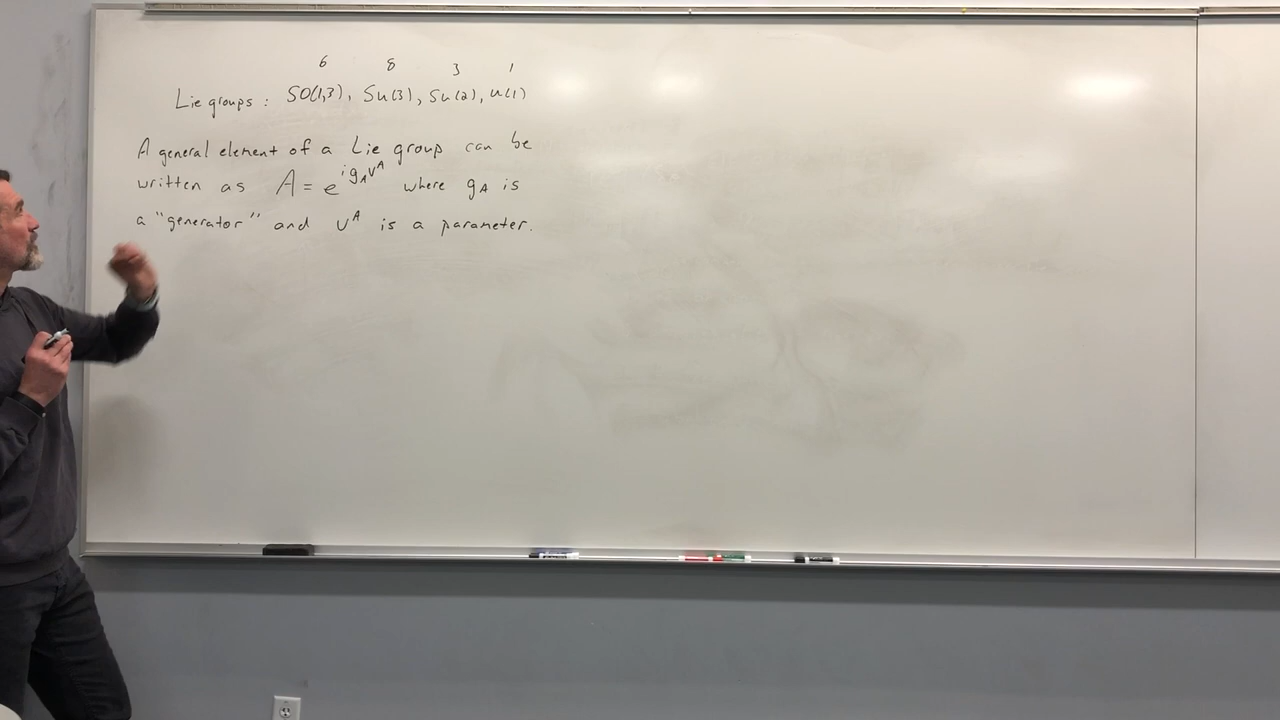 6 8 3 1
Lie groups: SO(1,3), SU(3), SU(2), U(1)
A general element of a Lie group can be
written as A = e^{i g_A υ^A} where g_A is
a "generator" and υ^A is a parameter.